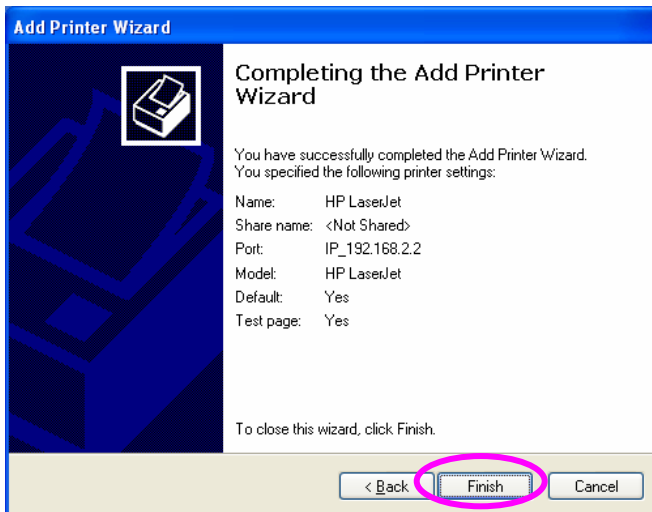 Add Printer Wizard
Completing the Add Printer
Wizard
You have successfully completed the Add Printer Wizard.
You specified the following printer settings:
Name: HP LaserJet
Share name: <Not Shared>
Port: IP_192.168.2.2
Model: HP LaserJet
Default: Yes
Test page: Yes
To close this wizard, click Finish.
< Back Finish Cancel